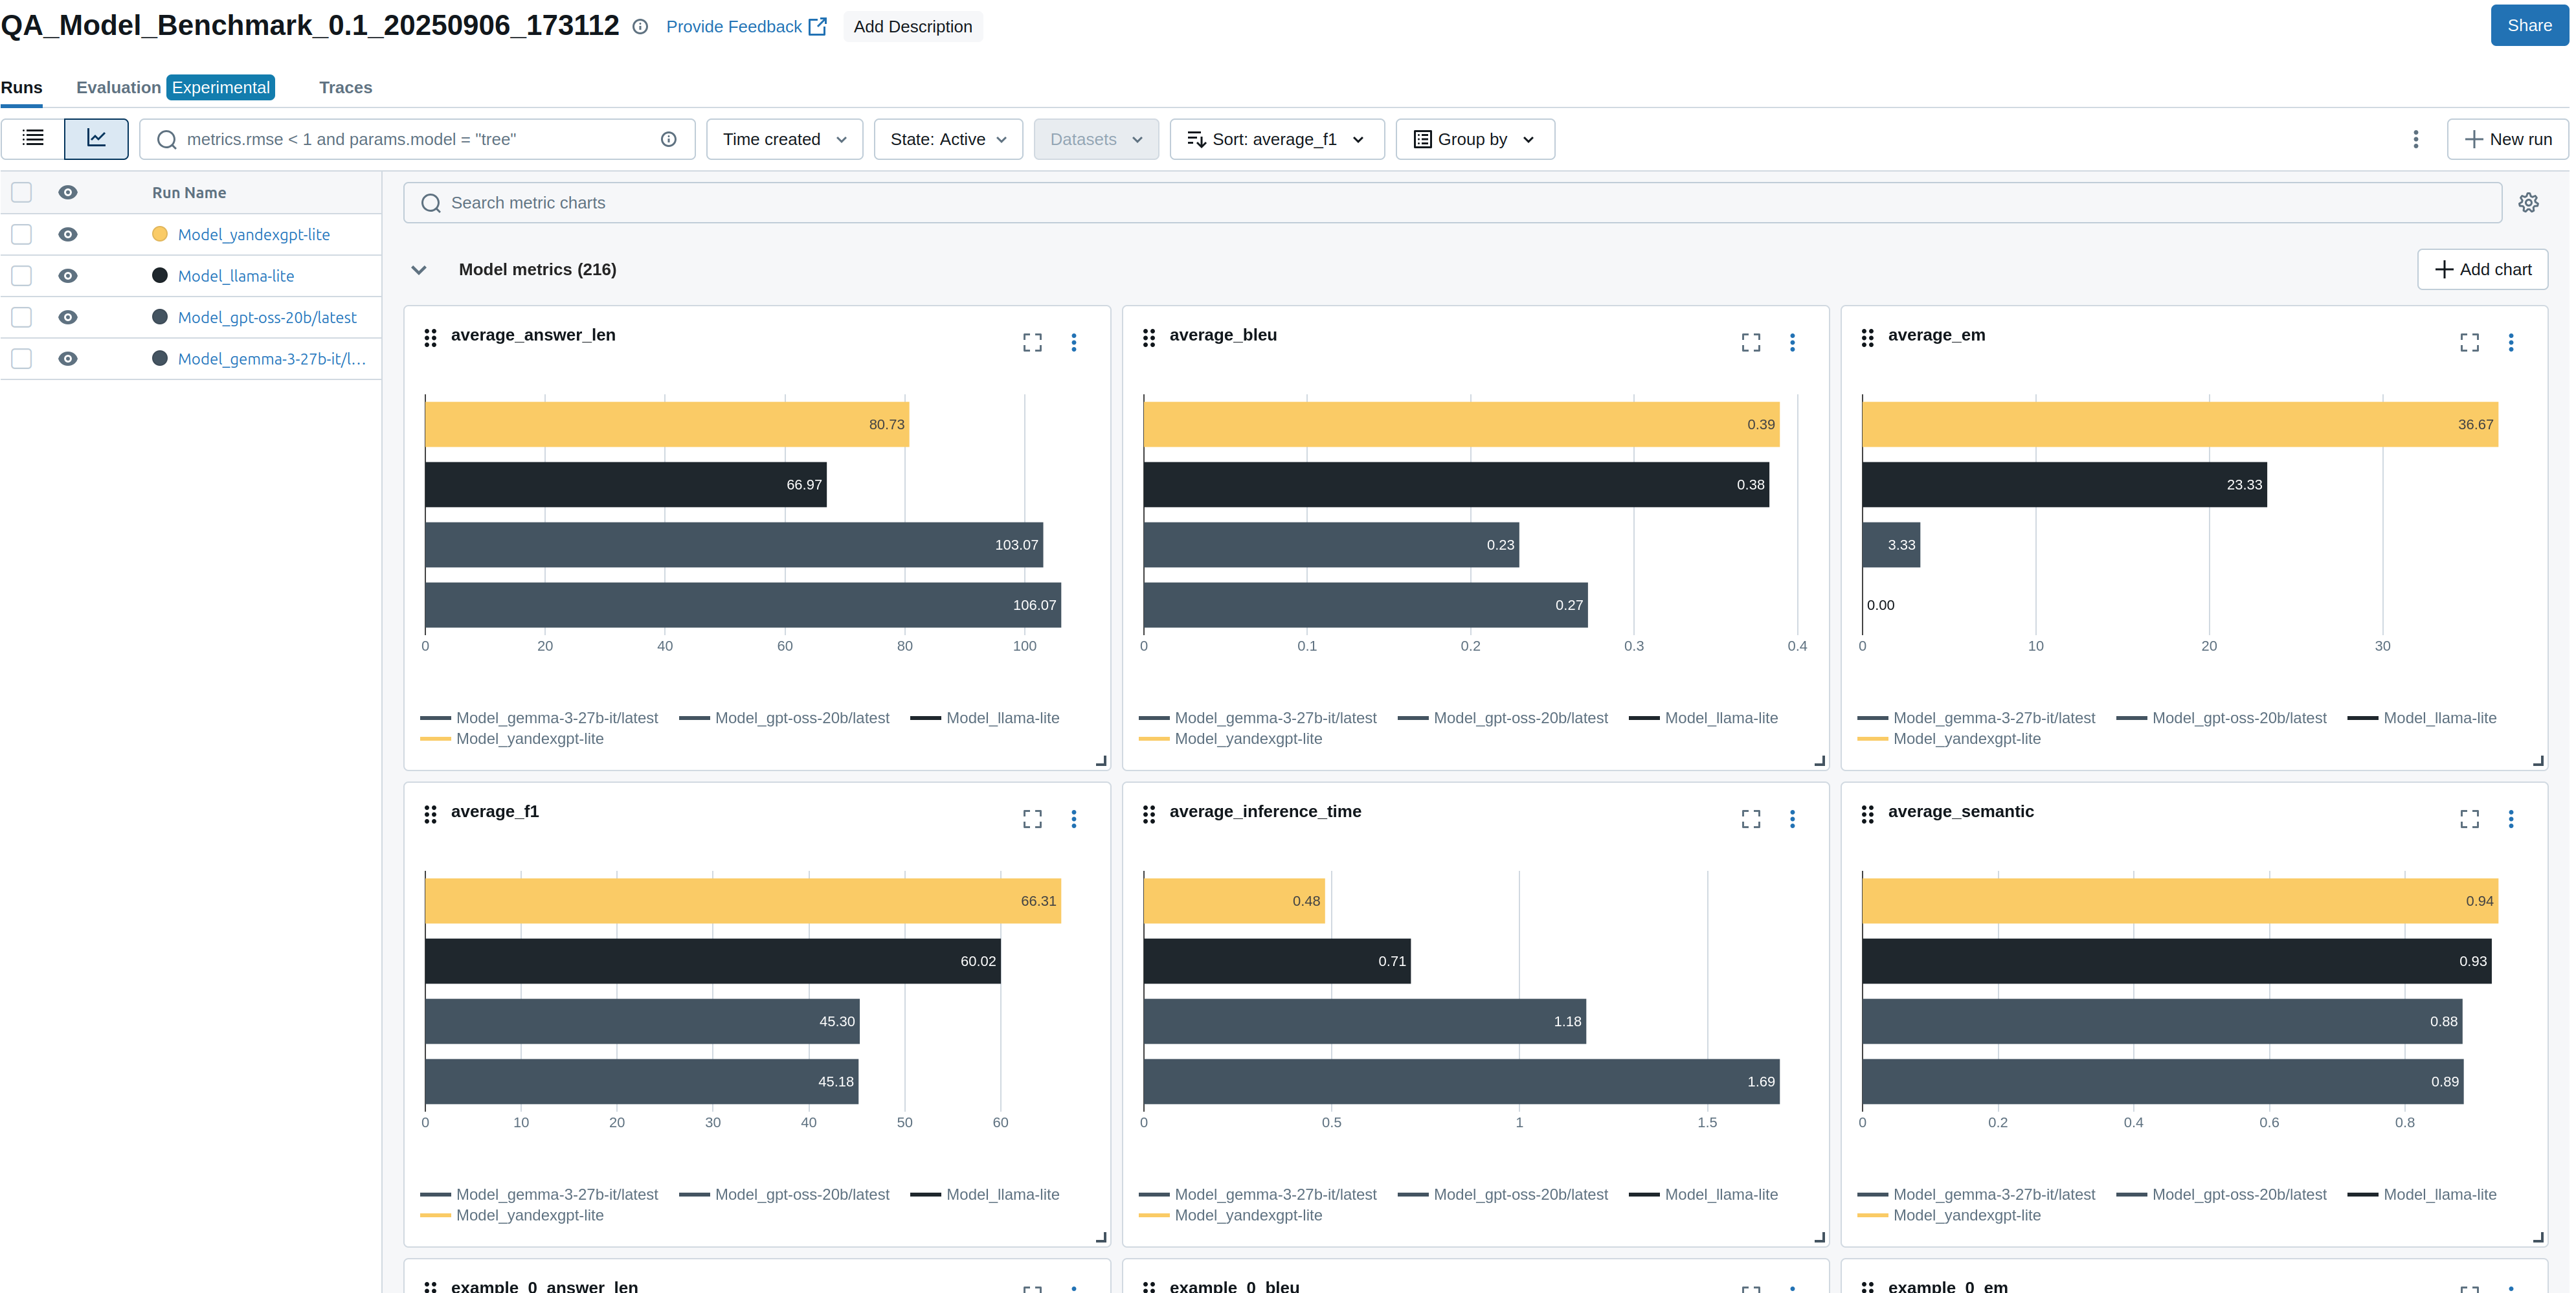 QA_Model_Benchmark_0.1_20250906_173112 Provide Feedback Add Description Share
Runs Evaluation Experimental Traces
metrics.rmse < 1 and params.model = "tree" Time created State: Active Datasets Sort: average_f1 Group by New run
Run Name
Model_yandexgpt-lite
Model_llama-lite
Model_gpt-oss-20b/latest
Model_gemma-3-27b-it/l...
Search metric charts
Model metrics (216) Add chart
average_answer_len
80.73
66.97
103.07
106.07
0 20 40 60 80 100
Model_gemma-3-27b-it/latest Model_gpt-oss-20b/latest Model_llama-lite
Model_yandexgpt-lite
average_bleu
0.39
0.38
0.23
0.27
0 0.1 0.2 0.3 0.4
Model_gemma-3-27b-it/latest Model_gpt-oss-20b/latest Model_llama-lite
Model_yandexgpt-lite
average_em
36.67
23.33
3.33
0.00
0 10 20 30
Model_gemma-3-27b-it/latest Model_gpt-oss-20b/latest Model_llama-lite
Model_yandexgpt-lite
average_f1
66.31
60.02
45.30
45.18
0 10 20 30 40 50 60
Model_gemma-3-27b-it/latest Model_gpt-oss-20b/latest Model_llama-lite
Model_yandexgpt-lite
average_inference_time
0.48
0.71
1.18
1.69
0 0.5 1 1.5
Model_gemma-3-27b-it/latest Model_gpt-oss-20b/latest Model_llama-lite
Model_yandexgpt-lite
average_semantic
0.94
0.93
0.88
0.89
0 0.2 0.4 0.6 0.8
Model_gemma-3-27b-it/latest Model_gpt-oss-20b/latest Model_llama-lite
Model_yandexgpt-lite
example_0_answer_len
example_0_bleu
example_0_em